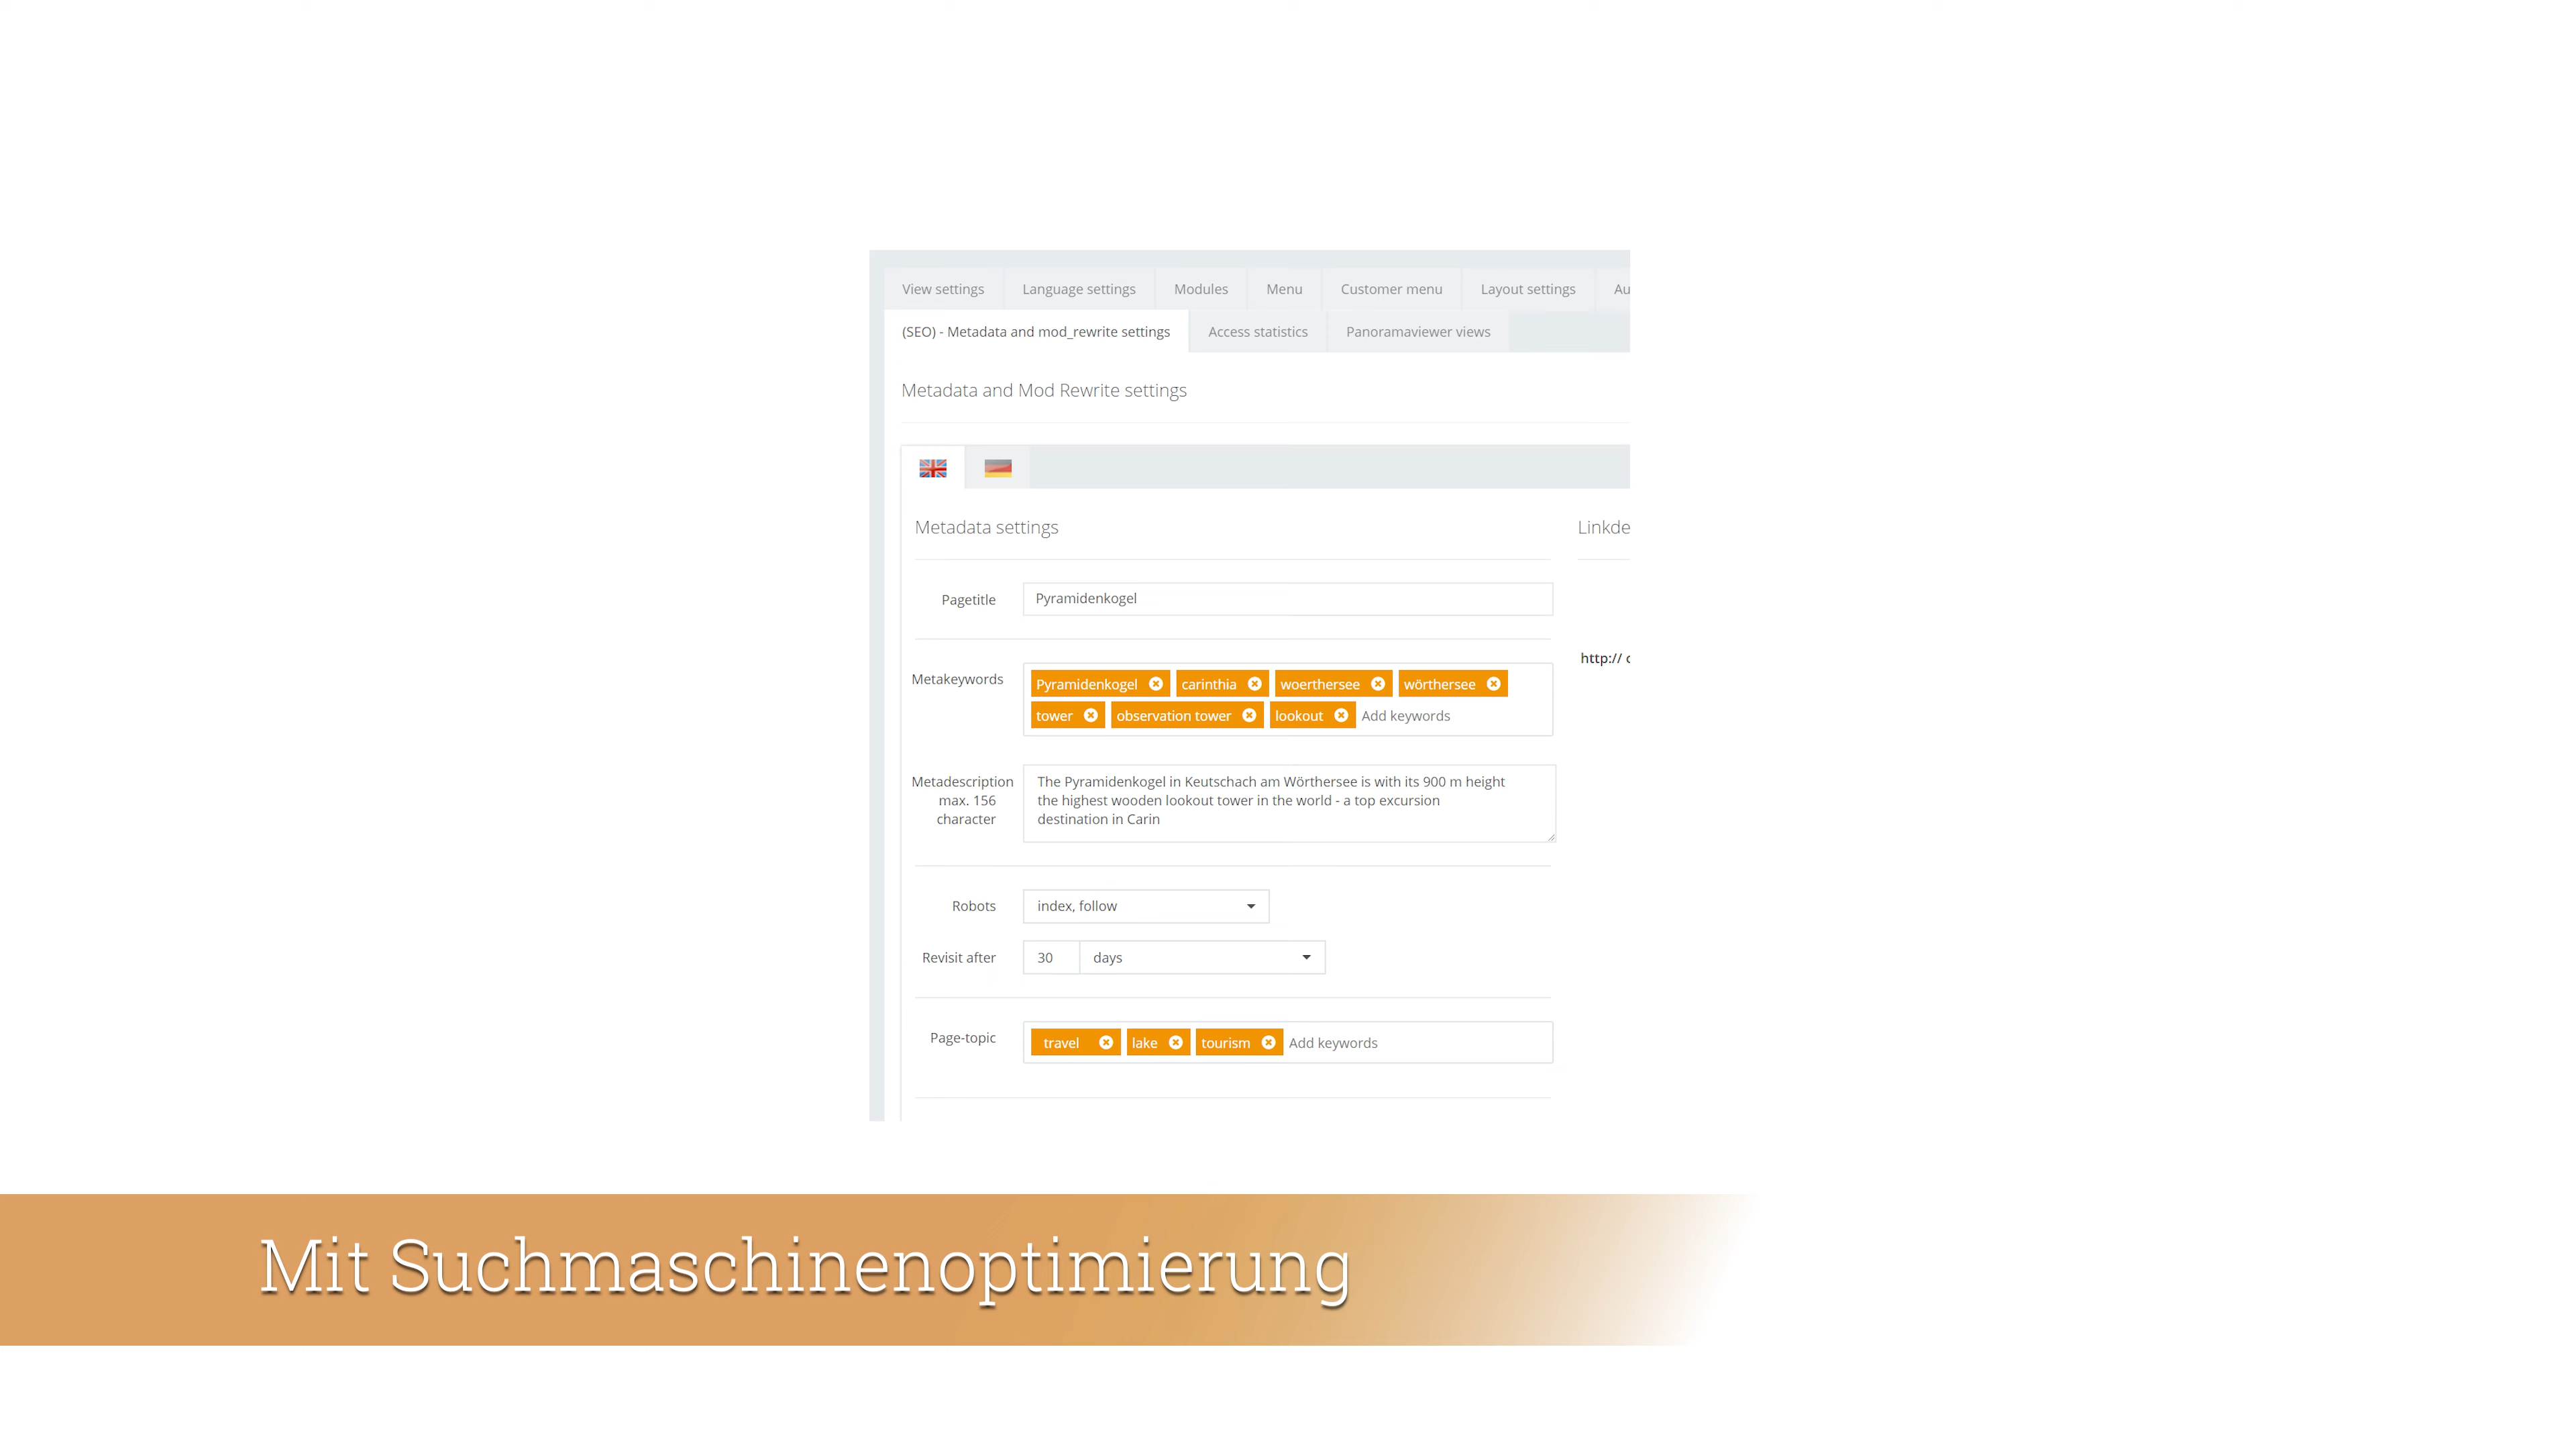 View settings Language settings Modules Menu Customer menu Layout settings Au
(SEO) - Metadata and mod_rewrite settings Access statistics Panoramaviewer views
Metadata and Mod Rewrite settings
Metadata settings Linkde
Pagetitle Pyramidenkogel
http://
Metakeywords Pyramidenkogel carinthia woerthersee wörthersee
tower observation tower lookout Add keywords
Metadescription The Pyramidenkogel in Keutschach am Wörthersee is with its 900 m height
max. 156 the highest wooden lookout tower in the world - a top excursion
character destination in Carin
Robots index, follow
Revisit after 30 days
Page-topic travel lake tourism Add keywords
Mit Suchmaschinenoptimierung